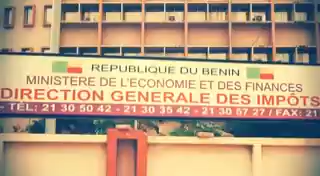 REPUBLIQUE DU BENIN
MINISTERE DE L'ECONOMIE ET DES FINANCES
DIRECTION GENERALE DES IMPÔTS
TEL: 21 30 50 42 - 21 30 35 42 - 21 30 57 27 / FAX: 21